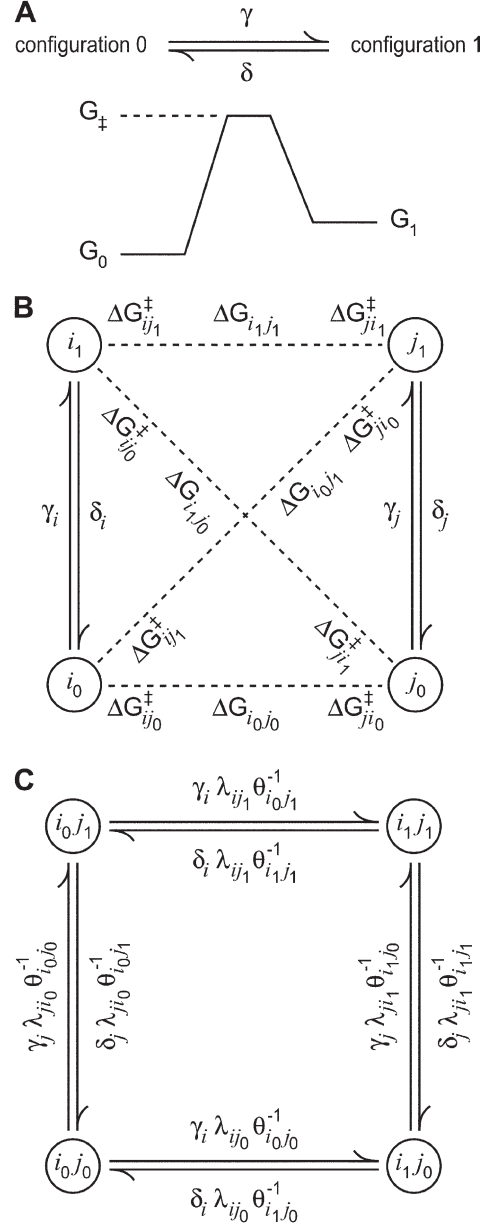 A
γ
configuration 0 configuration 1
δ
G‡
G₁
G₀
B
ΔG‡ij₁ ΔGi₁j₁ ΔG‡ji₁
i₁ j₁
ΔG‡ij₀ ΔG‡ji₀
ΔGi₁j₀ ΔGi₀j₁
γi δi γj δj
ΔG‡ij₁ ΔG‡ji₁
i₀ j₀
ΔG‡ij₀ ΔGi₀j₀ ΔG‡ji₀
C
γi λij₁ θ⁻¹i₀j₁
i₀j₁ i₁j₁
δi λij₁ θ⁻¹i₁j₁
γj λji₀ θ⁻¹i₀j₀
δj λji₀ θ⁻¹i₀j₁
γj λji₁ θ⁻¹i₁j₀
δj λji₁ θ⁻¹i₁j₁
γi λij₀ θ⁻¹i₀j₀
i₀j₀ i₁j₀
δi λij₀ θ⁻¹i₁j₀